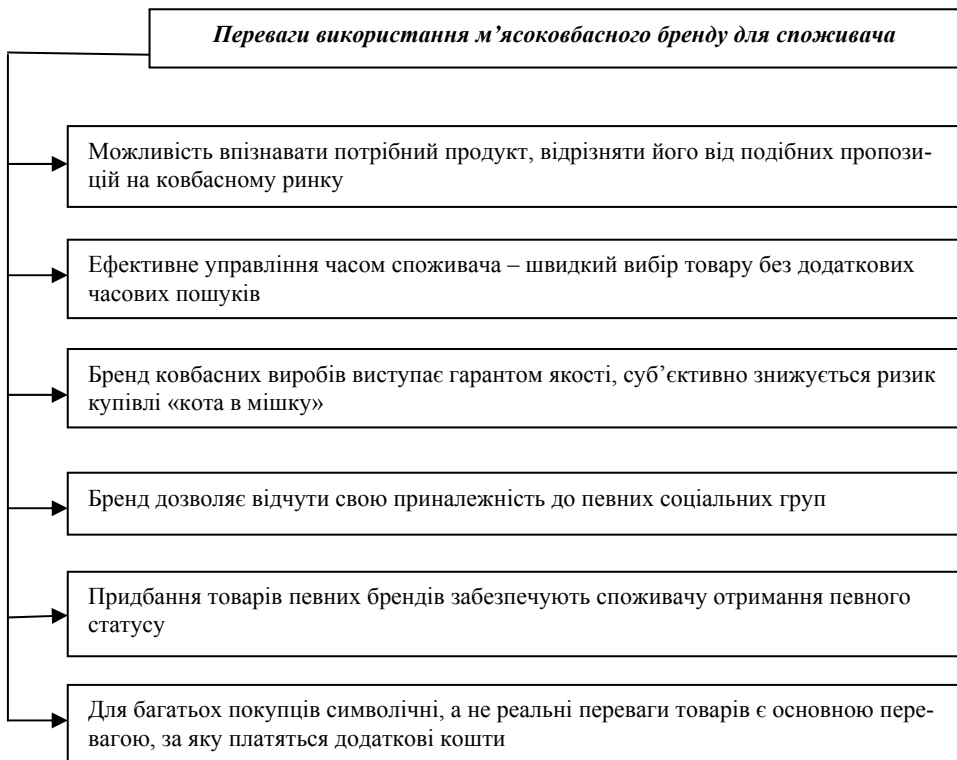 Переваги використання м’ясоковбасного бренду для споживача
Можливість впізнавати потрібний продукт, відрізняти його від подібних пропози-
цій на ковбасному ринку
Ефективне управління часом споживача – швидкий вибір товару без додаткових
часових пошуків
Бренд ковбасних виробів виступає гарантом якості, суб’єктивно знижується ризик
купівлі «кота в мішку»
Бренд дозволяє відчути свою приналежність до певних соціальних груп
Придбання товарів певних брендів забезпечують споживачу отримання певного
статусу
Для багатьох покупців символічні, а не реальні переваги товарів є основною пере-
вагою, за яку платяться додаткові кошти